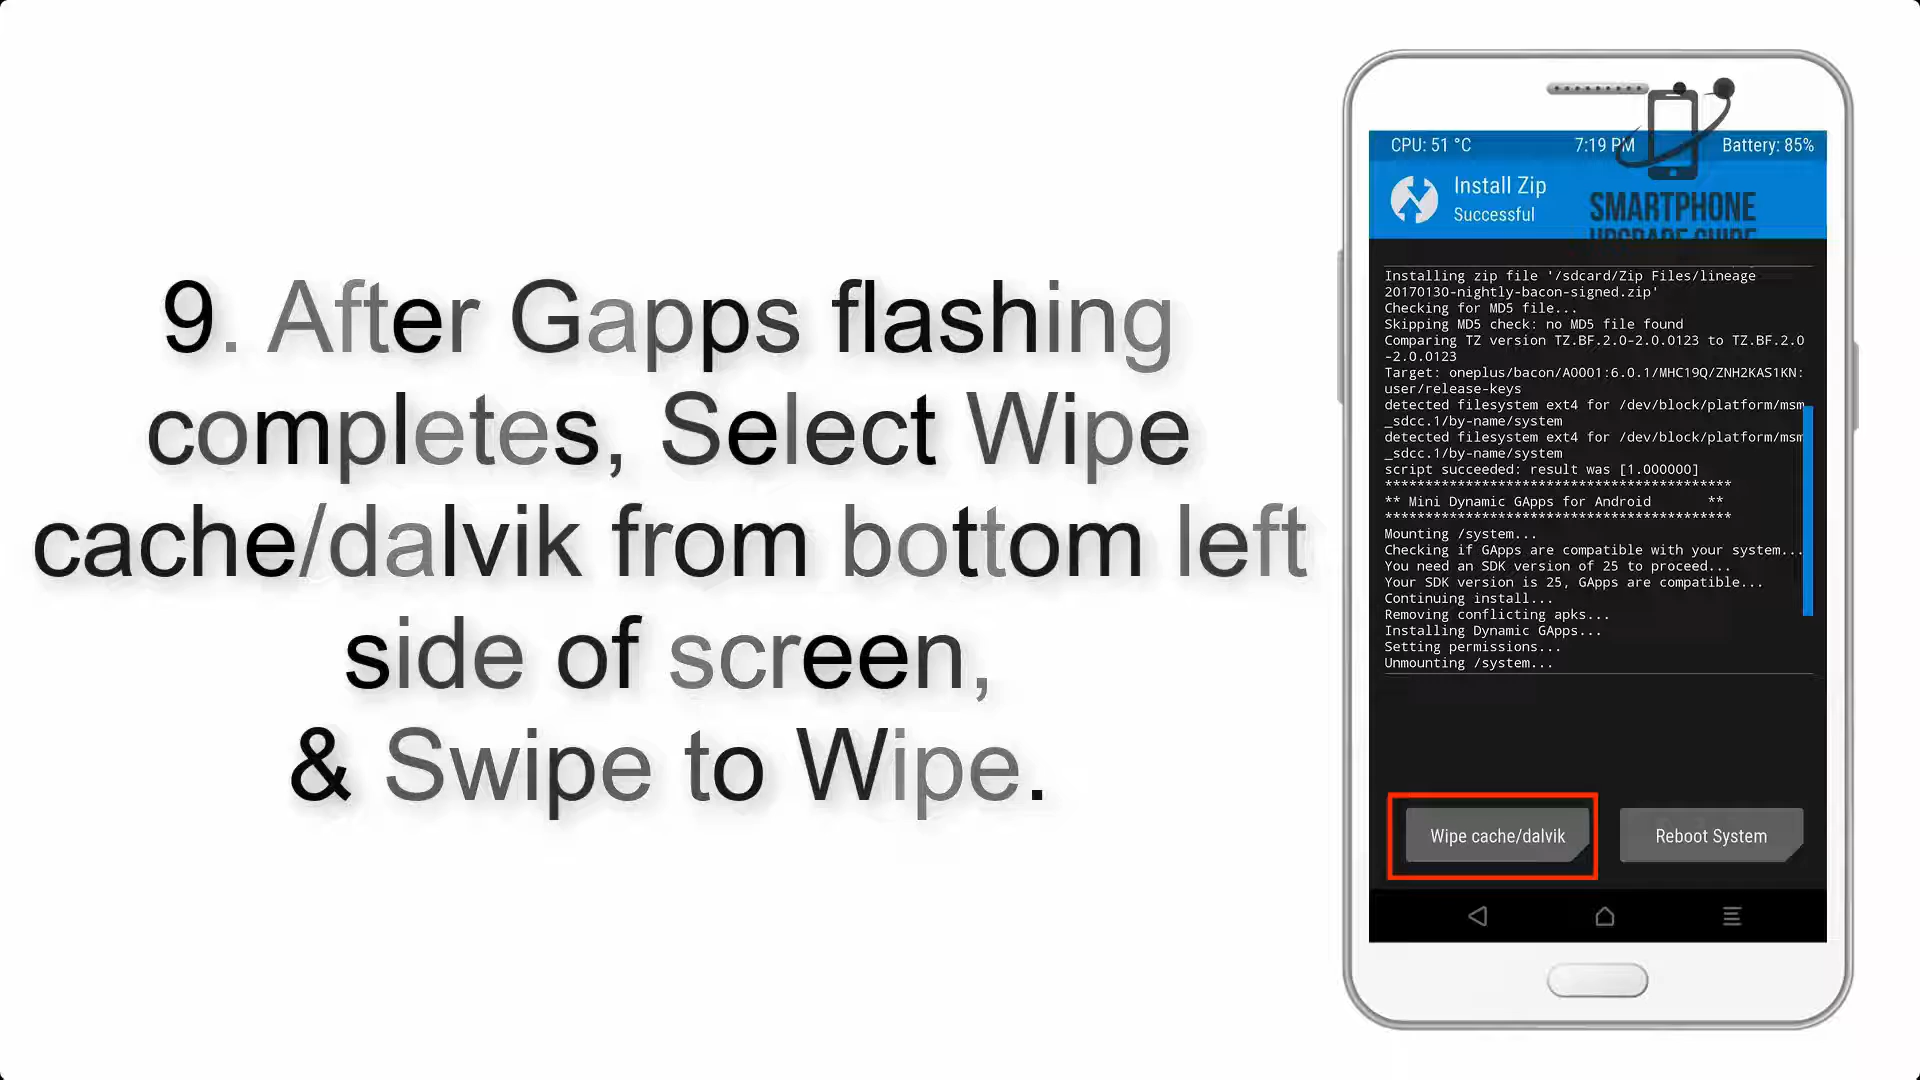 9. After Gapps flashing
completes, Select Wipe
cache/dalvik from bottom left
side of screen,
& Swipe to Wipe.
CPU: 51 °C 7:19 PM Battery: 85%
Install Zip
Successful
SMARTPHONE
UPGRADE GUIDE
Installing zip file '/sdcard/Zip Files/lineage
20170130-nightly-bacon-signed.zip'
Checking for MD5 file...
Skipping MD5 check: no MD5 file found
Comparing TZ version TZ.BF.2.0-2.0.0123 to TZ.BF.2.0
-2.0.0123
Target: oneplus/bacon/A0001:6.0.1/MHC19Q/ZNH2KAS1KN:
user/release-keys
detected filesystem ext4 for /dev/block/platform/msm
_sdcc.1/by-name/system
detected filesystem ext4 for /dev/block/platform/msm
_sdcc.1/by-name/system
script succeeded: result was [1.000000]
******************************************
** Mini Dynamic GApps for Android **
******************************************
Mounting /system...
Checking if GApps are compatible with your system...
You need an SDK version of 25 to proceed...
Your SDK version is 25, GApps are compatible...
Continuing install...
Removing conflicting apks...
Installing Dynamic GApps...
Setting permissions...
Unmounting /system...
Wipe cache/dalvik
Reboot System